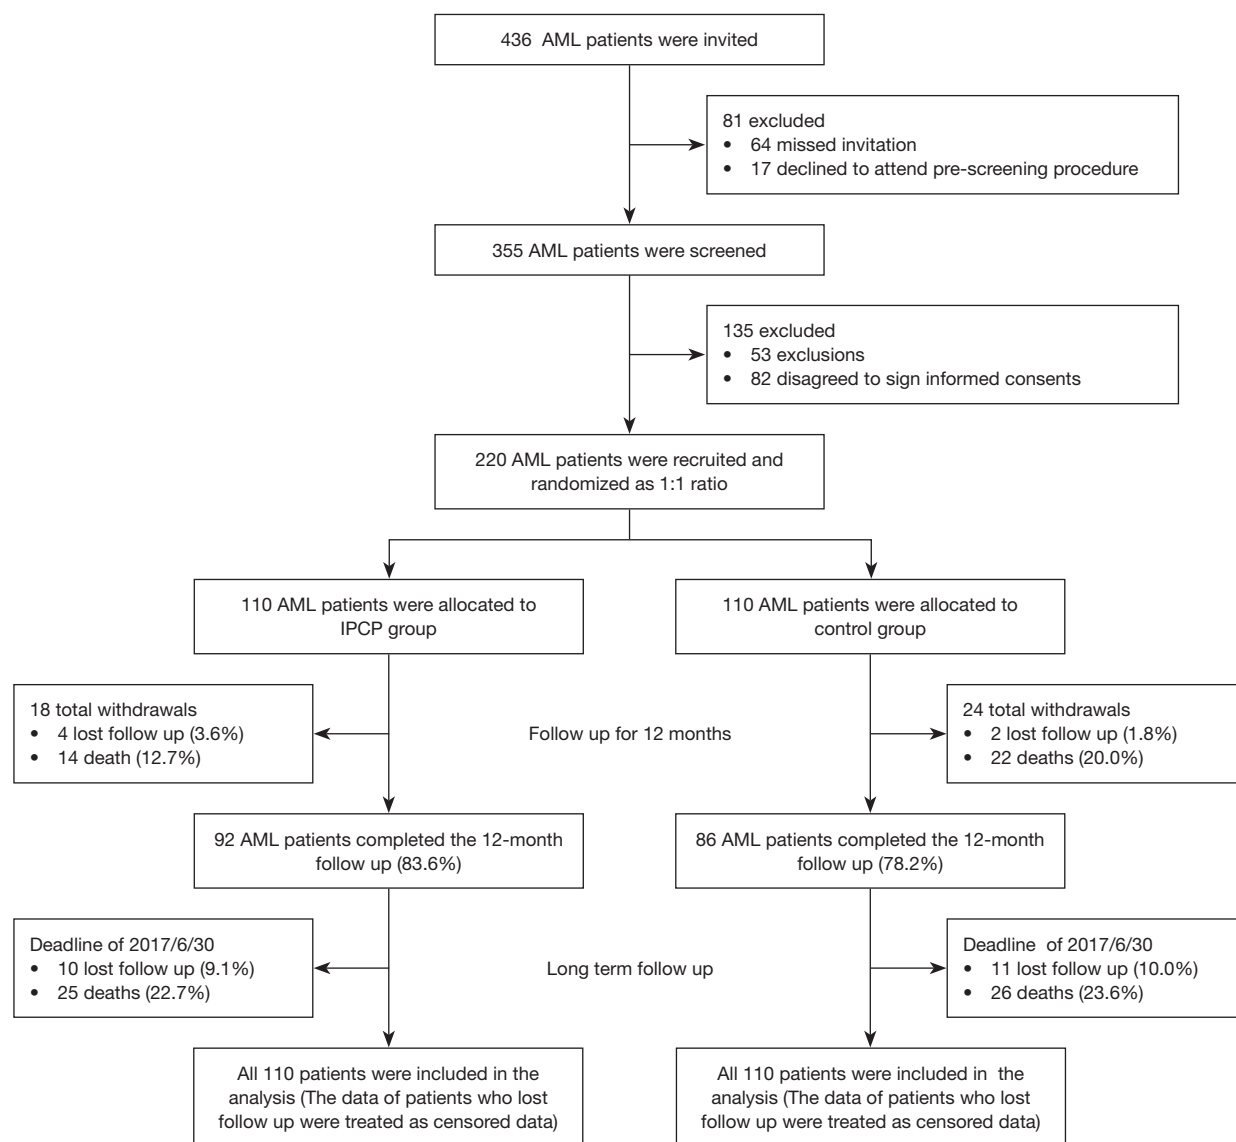 436 AML patients were invited
81 excluded
• 64 missed invitation
• 17 declined to attend pre-screening procedure
355 AML patients were screened
135 excluded
• 53 exclusions
• 82 disagreed to sign informed consents
220 AML patients were recruited and
randomized as 1:1 ratio
110 AML patients were allocated to
IPCP group
110 AML patients were allocated to
control group
18 total withdrawals
• 4 lost follow up (3.6%)
• 14 death (12.7%)
Follow up for 12 months
24 total withdrawals
• 2 lost follow up (1.8%)
• 22 deaths (20.0%)
92 AML patients completed the 12-month
follow up (83.6%)
86 AML patients completed the 12-month
follow up (78.2%)
Deadline of 2017/6/30
• 10 lost follow up (9.1%)
• 25 deaths (22.7%)
Long term follow up
Deadline of 2017/6/30
• 11 lost follow up (10.0%)
• 26 deaths (23.6%)
All 110 patients were included in the
analysis (The data of patients who lost
follow up were treated as censored data)
All 110 patients were included in the
analysis (The data of patients who lost
follow up were treated as censored data)